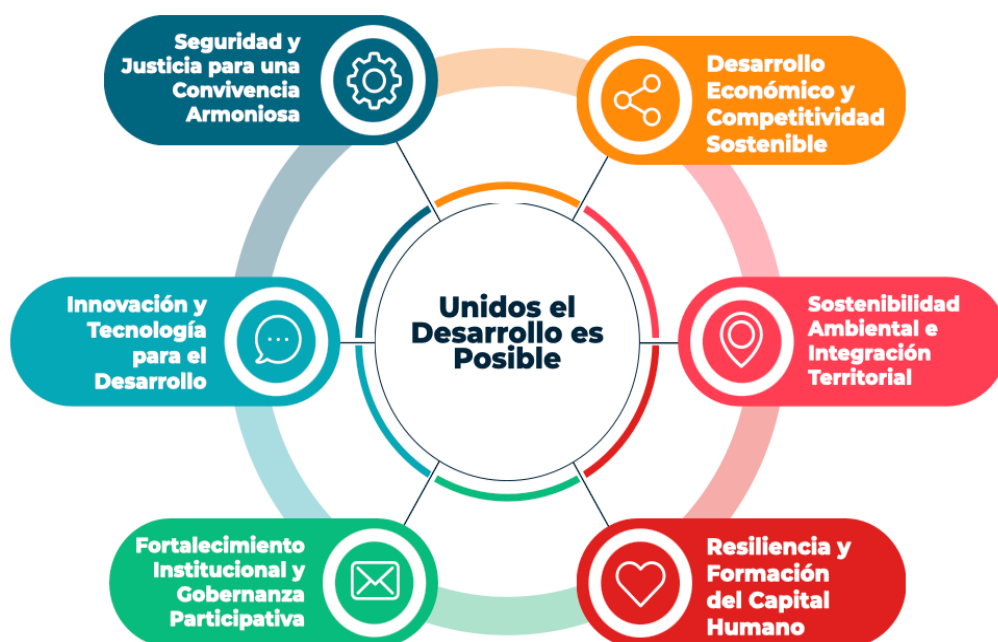 Seguridad y
Justicia para una
Convivencia
Armoniosa
Desarrollo
Económico y
Competitividad
Sostenible
Innovación y
Tecnología
para el
Desarrollo
Unidos el
Desarrollo es
Posible
Sostenibilidad
Ambiental e
Integración
Territorial
Fortalecimiento
Institucional y
Gobernanza
Participativa
Resiliencia y
Formación
del Capital
Humano